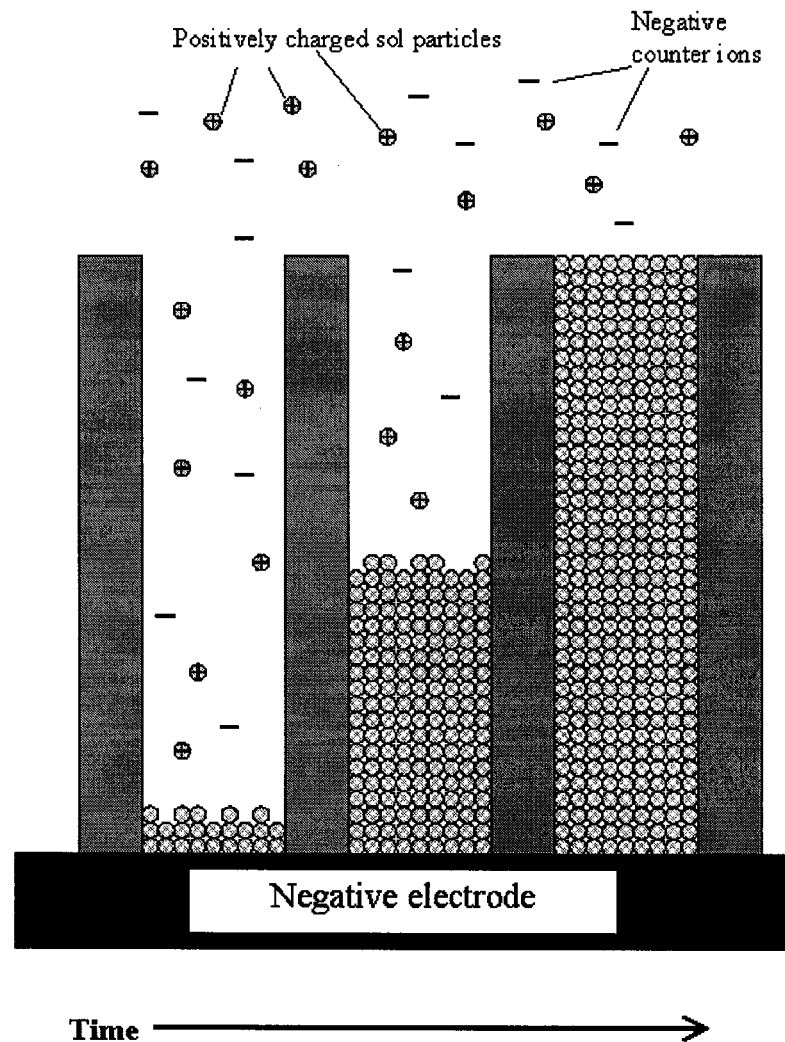 Positively charged sol particles
Negative
counter ions
Negative electrode
Time